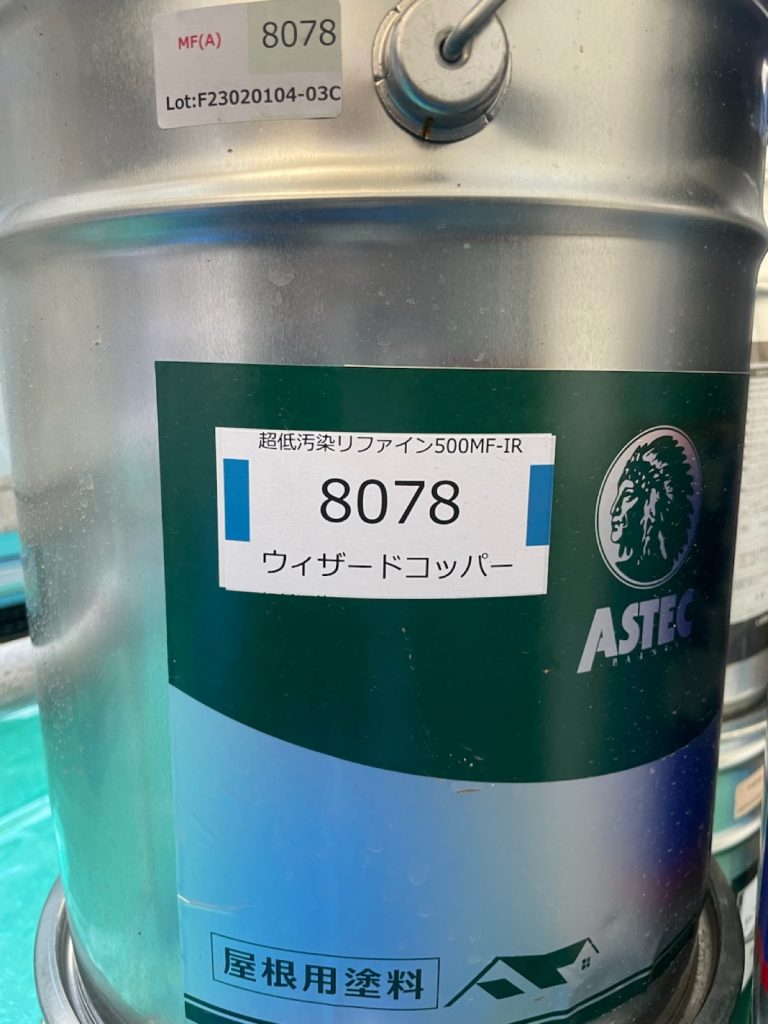 MF(A) 8078
Lot:F23020104-03C
超低汚染リファイン500MF-IR
8078
ウィザードコッパー
ASTEC
PAINTS
屋根用塗料